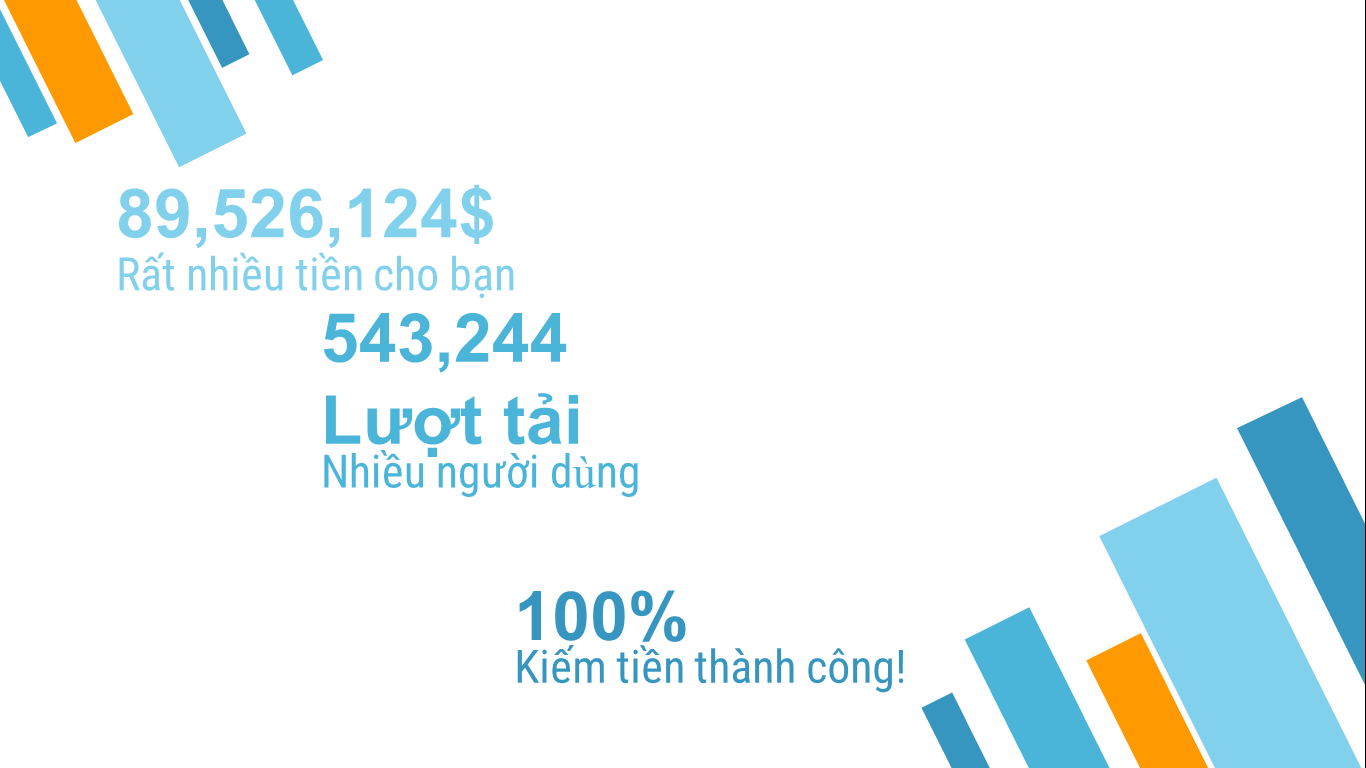 89,526,124$
Rất nhiều tiền cho bạn
543,244
Lượt tải
Nhiều người dùng
100%
Kiếm tiền thành công!